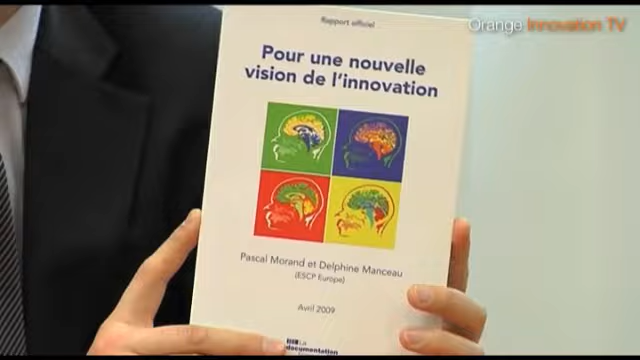 Orange Innovation TV
Rapport officiel
Pour une nouvelle
vision de l'innovation
Pascal Morand et Delphine Manceau
(ESCP Europe)
Avril 2009
La
documentation